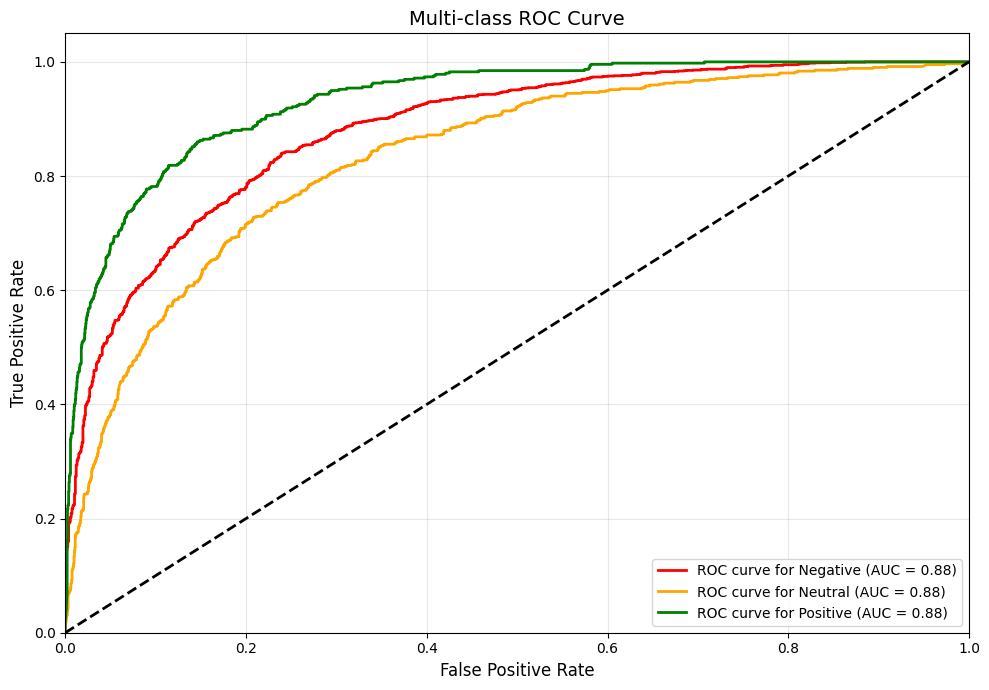 Multi-class ROC Curve
True Positive Rate
1.0
0.8
0.6
0.4
0.2
0.0
0.0 0.2 0.4 0.6 0.8 1.0
False Positive Rate
ROC curve for Negative (AUC = 0.88)
ROC curve for Neutral (AUC = 0.88)
ROC curve for Positive (AUC = 0.88)